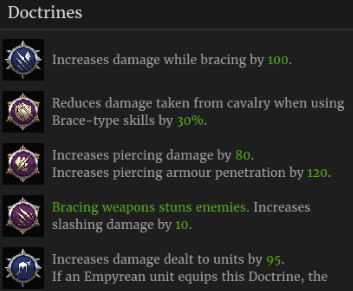 Doctrines
Increases damage while bracing by 100.
Reduces damage taken from cavalry when using
Brace-type skills by 30%.
Increases piercing damage by 80.
Increases piercing armour penetration by 120.
Bracing weapons stuns enemies. Increases
slashing damage by 10.
Increases damage dealt to units by 95.
If an Empyrean unit equips this Doctrine, the